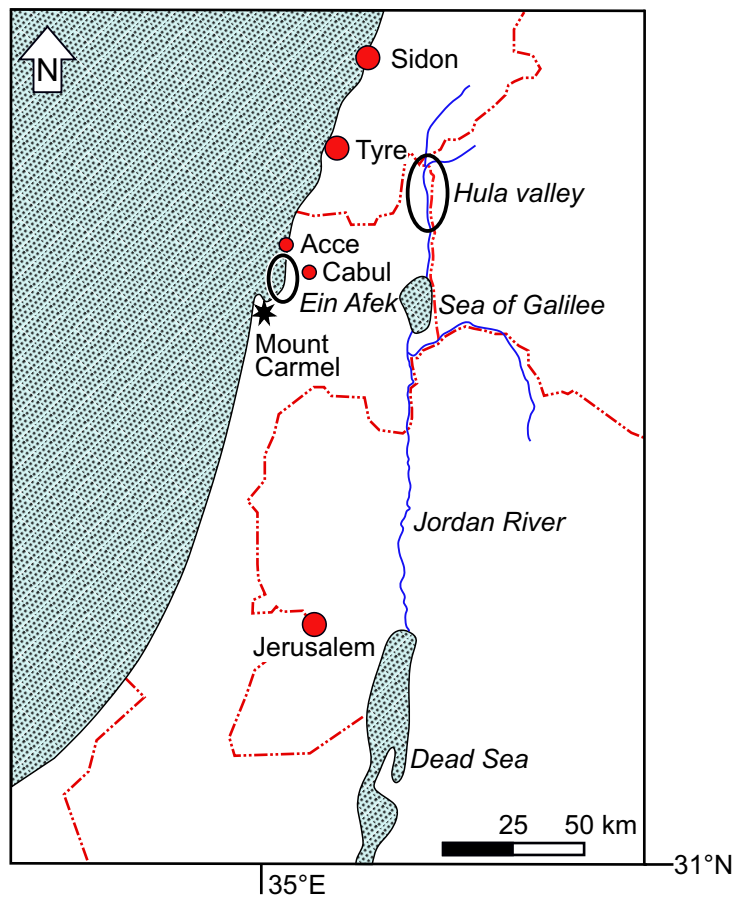 N
Sidon
Tyre
Hula valley
Acce
Cabul
Ein Afek
Sea of Galilee
Mount
Carmel
Jordan River
Jerusalem
Dead Sea
25 50 km
31°N
35°E